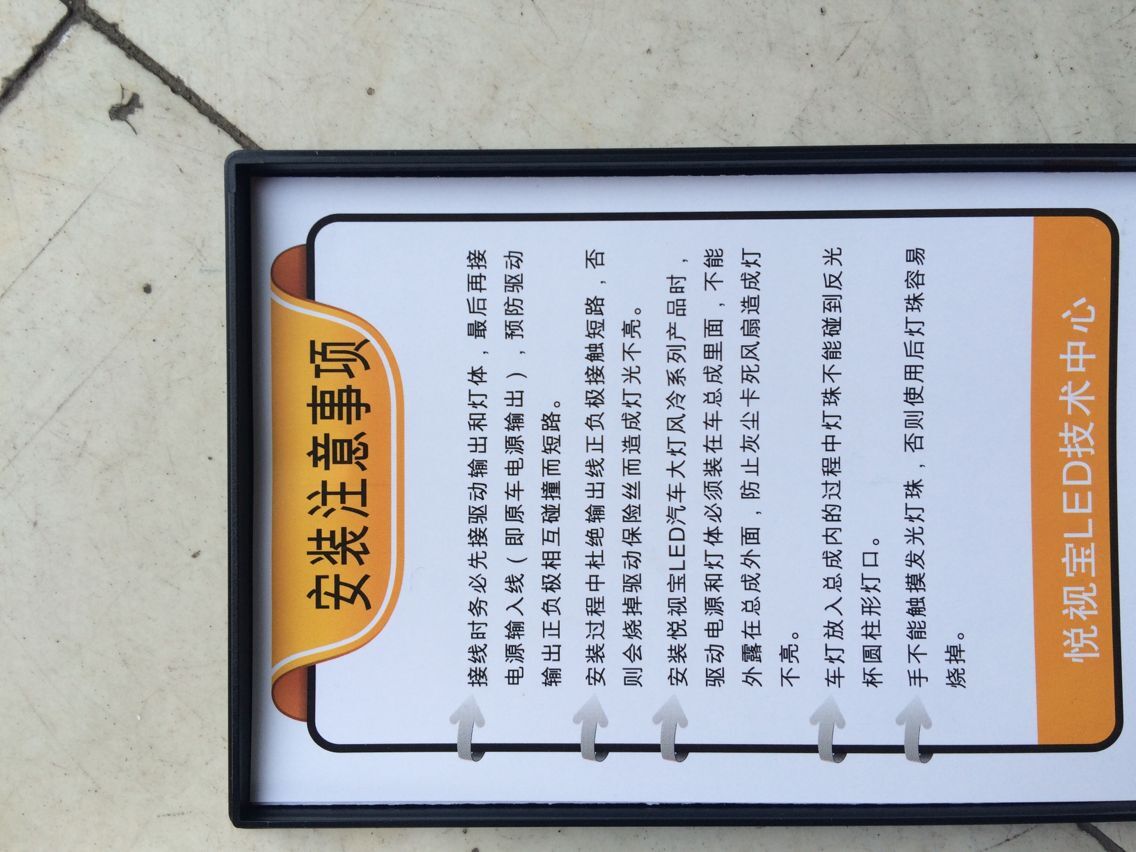 安装注意事项
接线时务必先接驱动输出和灯体，最后再接
电源输入线（即原车电源输出），预防驱动
输出正负极相互碰撞而短路。
安装过程中杜绝输出线正负极接触短路，否
则会烧掉驱动保险丝而造成灯光不亮。
安装悦视宝LED汽车大灯风冷系列产品时，
驱动电源和灯体必须装在车总成里面，不能
外露在总成外面，防止灰尘卡死风扇造成灯
不亮。
车灯放入总成内的过程中灯珠不能碰到反光
杯圆柱形灯口。
手不能触摸发光灯珠，否则使用后灯珠容易
烧掉。
悦视宝LED技术中心